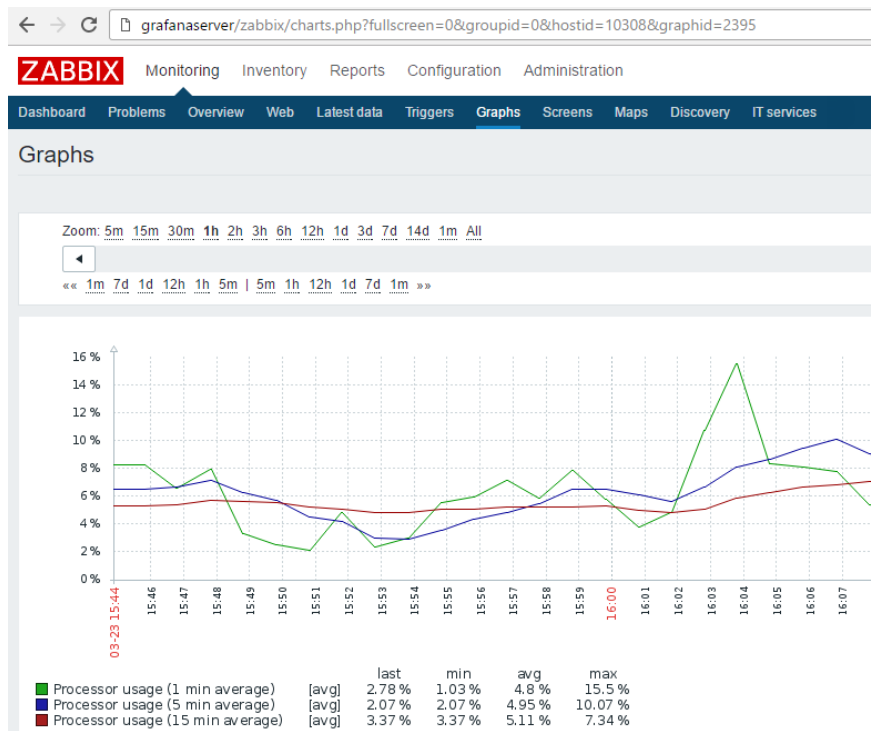 grafanaserver/zabbix/charts.php?fullscreen=0&groupid=0&hostid=10308&graphid=2395
ZABBIX Monitoring Inventory Reports Configuration Administration
Dashboard Problems Overview Web Latest data Triggers Graphs Screens Maps Discovery IT services
Graphs
Zoom: 5m 15m 30m 1h 2h 3h 6h 12h 1d 3d 7d 14d 1m All
«« 1m 7d 1d 12h 1h 5m | 5m 1h 12h 1d 7d 1m »»
16 %
14 %
12 %
10 %
8 %
6 %
4 %
2 %
0 %
03-23 15:44 15:46 15:47 15:48 15:49 15:50 15:51 15:52 15:53 15:54 15:55 15:56 15:57 15:58 15:59 16:00 16:01 16:02 16:03 16:04 16:05 16:06 16:07
last min avg max
Processor usage (1 min average) [avg] 2.78 % 1.03 % 4.8 % 15.5 %
Processor usage (5 min average) [avg] 2.07 % 2.07 % 4.95 % 10.07 %
Processor usage (15 min average) [avg] 3.37 % 3.37 % 5.11 % 7.34 %